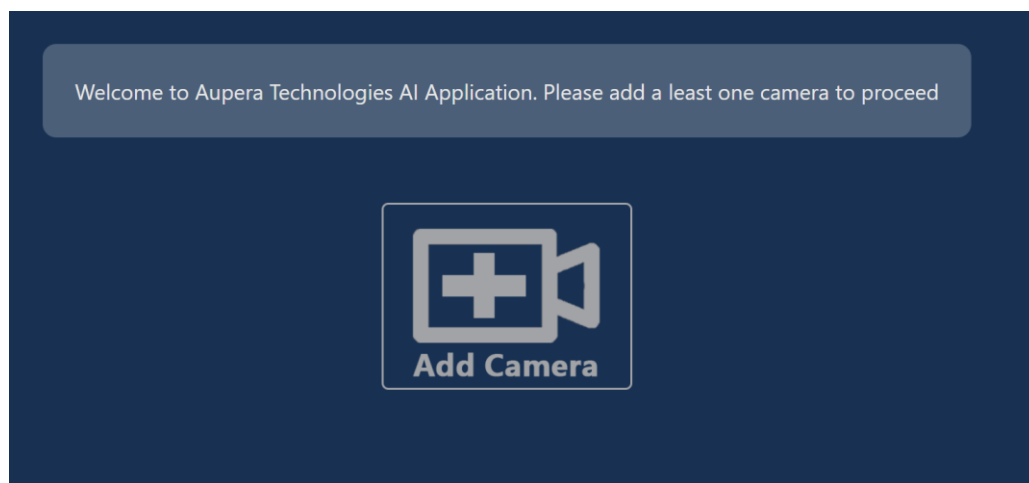 Welcome to Aupera Technologies AI Application. Please add a least one camera to proceed
Add Camera